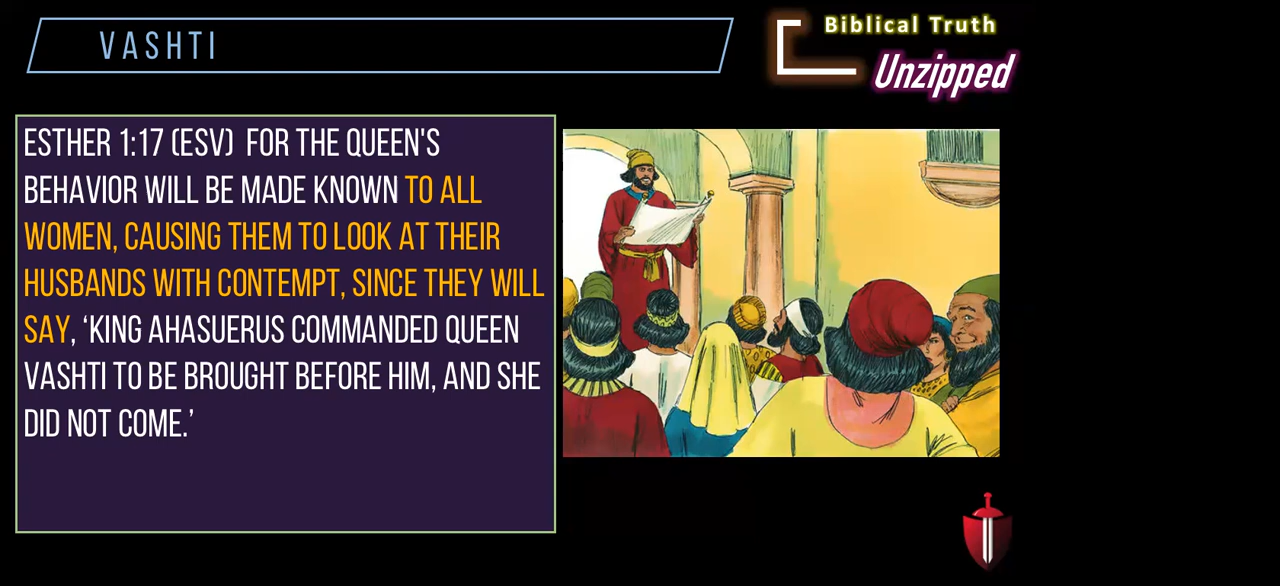 VASHTI
Biblical Truth
Unzipped
ESTHER 1:17 (ESV)  FOR THE QUEEN'S
BEHAVIOR WILL BE MADE KNOWN TO ALL
WOMEN, CAUSING THEM TO LOOK AT THEIR
HUSBANDS WITH CONTEMPT, SINCE THEY WILL
SAY, ‘KING AHASUERUS COMMANDED QUEEN
VASHTI TO BE BROUGHT BEFORE HIM, AND SHE
DID NOT COME.’